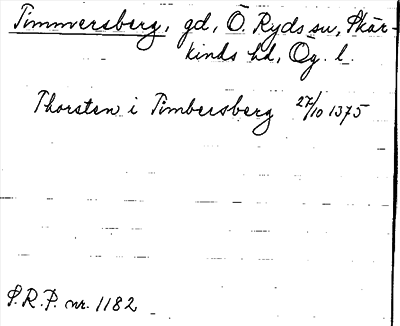 Timmersberg, gd, Ö. Ryds sn, Skär-
kinds hd, Ög. l.
Thorsten i Timbersberg 27/10 1375
S.R.P. nr. 1182